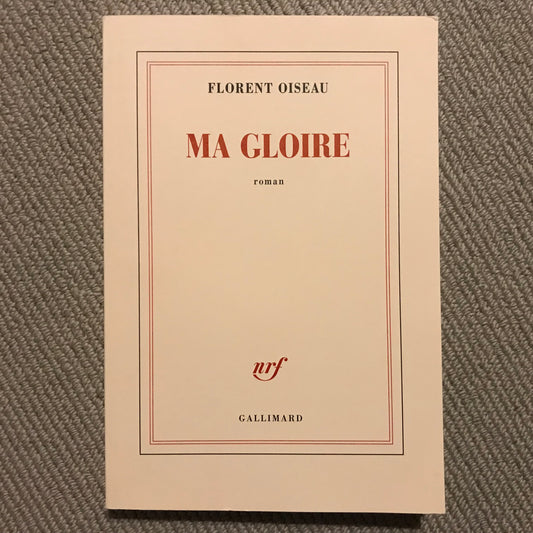 FLORENT OISEAU
MA GLOIRE
roman
nrf
GALLIMARD